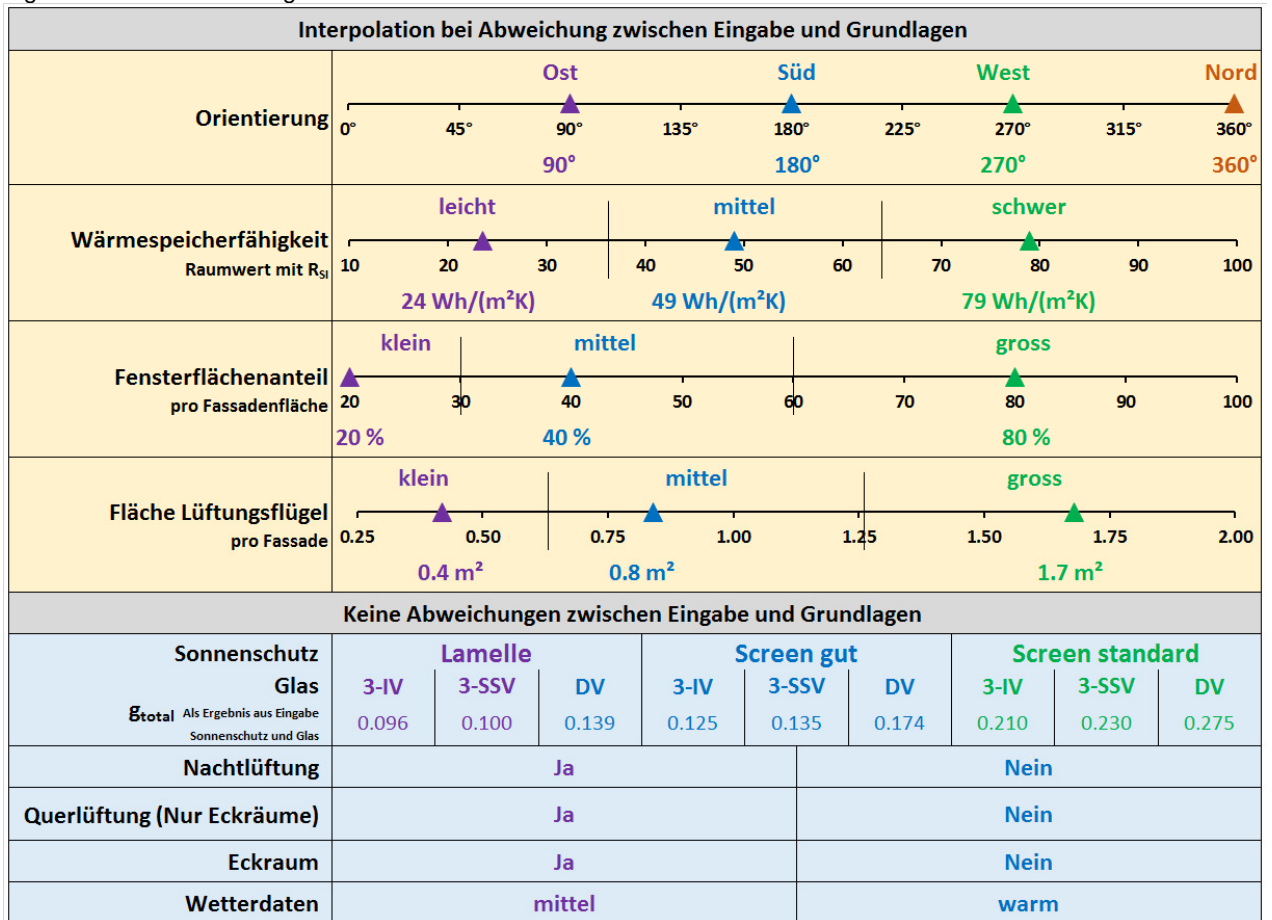 Interpolation bei Abweichung zwischen Eingabe und Grundlagen
Orientierung
Ost Süd West Nord
0° 45° 90° 135° 180° 225° 270° 315° 360°
90° 180° 270° 360°
Wärmespeicherfähigkeit
Raumwert mit RSI
leicht mittel schwer
10 20 30 40 50 60 70 80 90 100
24 Wh/(m²K) 49 Wh/(m²K) 79 Wh/(m²K)
Fensterflächenanteil
pro Fassadenfläche
klein mittel gross
20 30 40 50 60 70 80 90 100
20 % 40 % 80 %
Fläche Lüftungsflügel
pro Fassade
klein mittel gross
0.25 0.50 0.75 1.00 1.25 1.50 1.75 2.00
0.4 m² 0.8 m² 1.7 m²
Keine Abweichungen zwischen Eingabe und Grundlagen
Sonnenschutz Lamelle Screen gut Screen standard
Glas 3-IV 3-SSV DV 3-IV 3-SSV DV 3-IV 3-SSV DV
gtotal Als Ergebnis aus Eingabe
Sonnenschutz und Glas
0.096 0.100 0.139 0.125 0.135 0.174 0.210 0.230 0.275
Nachtlüftung Ja Nein
Querlüftung (Nur Eckräume) Ja Nein
Eckraum Ja Nein
Wetterdaten mittel warm